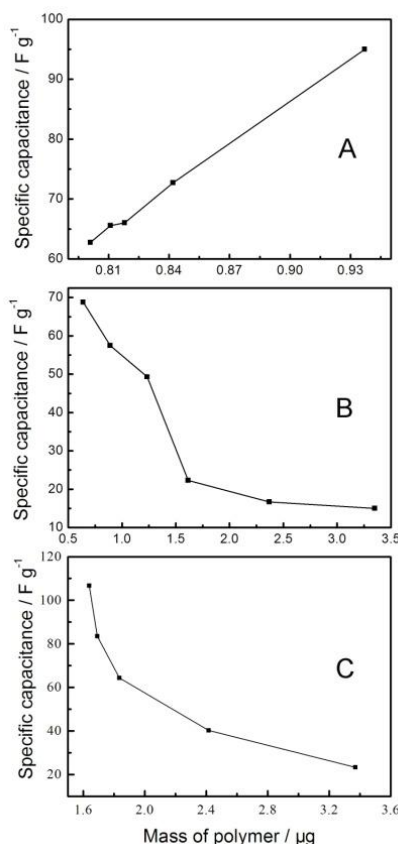 100
90
80
70
60
Specific capacitance / F g-1
A
0.81 0.84 0.87 0.90 0.93
70
60
50
40
30
20
10
Specific capacitance / F g-1
B
0.5 1.0 1.5 2.0 2.5 3.0 3.5
120
100
80
60
40
20
Specific capacitance / F g-1
C
1.6 2.0 2.4 2.8 3.2 3.6
Mass of polymer / µg